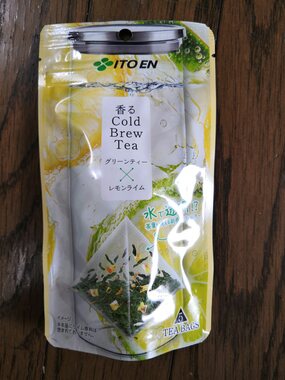 ITO EN
香る
Cold
Brew
Tea
グリーンティー
×
レモンライム
水で
TEA BAGS